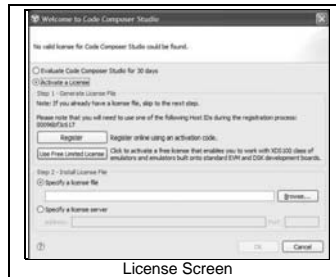 Welcome to Code Composer Studio
No valid license for Code Composer Studio could be found.
Evaluate Code Composer Studio for 30 days
Activate a License
Step 1 - Generate License File
Note: If you already have a license file, skip to the next step.
Please note that you will need to use one of the following Host IDs during the registration process:
Register
Register online using an activation code.
Use Free Limited License
Click to activate a free license that enables you to work with XDS100 class of
emulators and emulators built onto standard EVM and DSK development boards.
Step 2 - Install License File
Specify a license file
Browse...
Specify a license server
Address:
Port:
OK
Cancel
License Screen